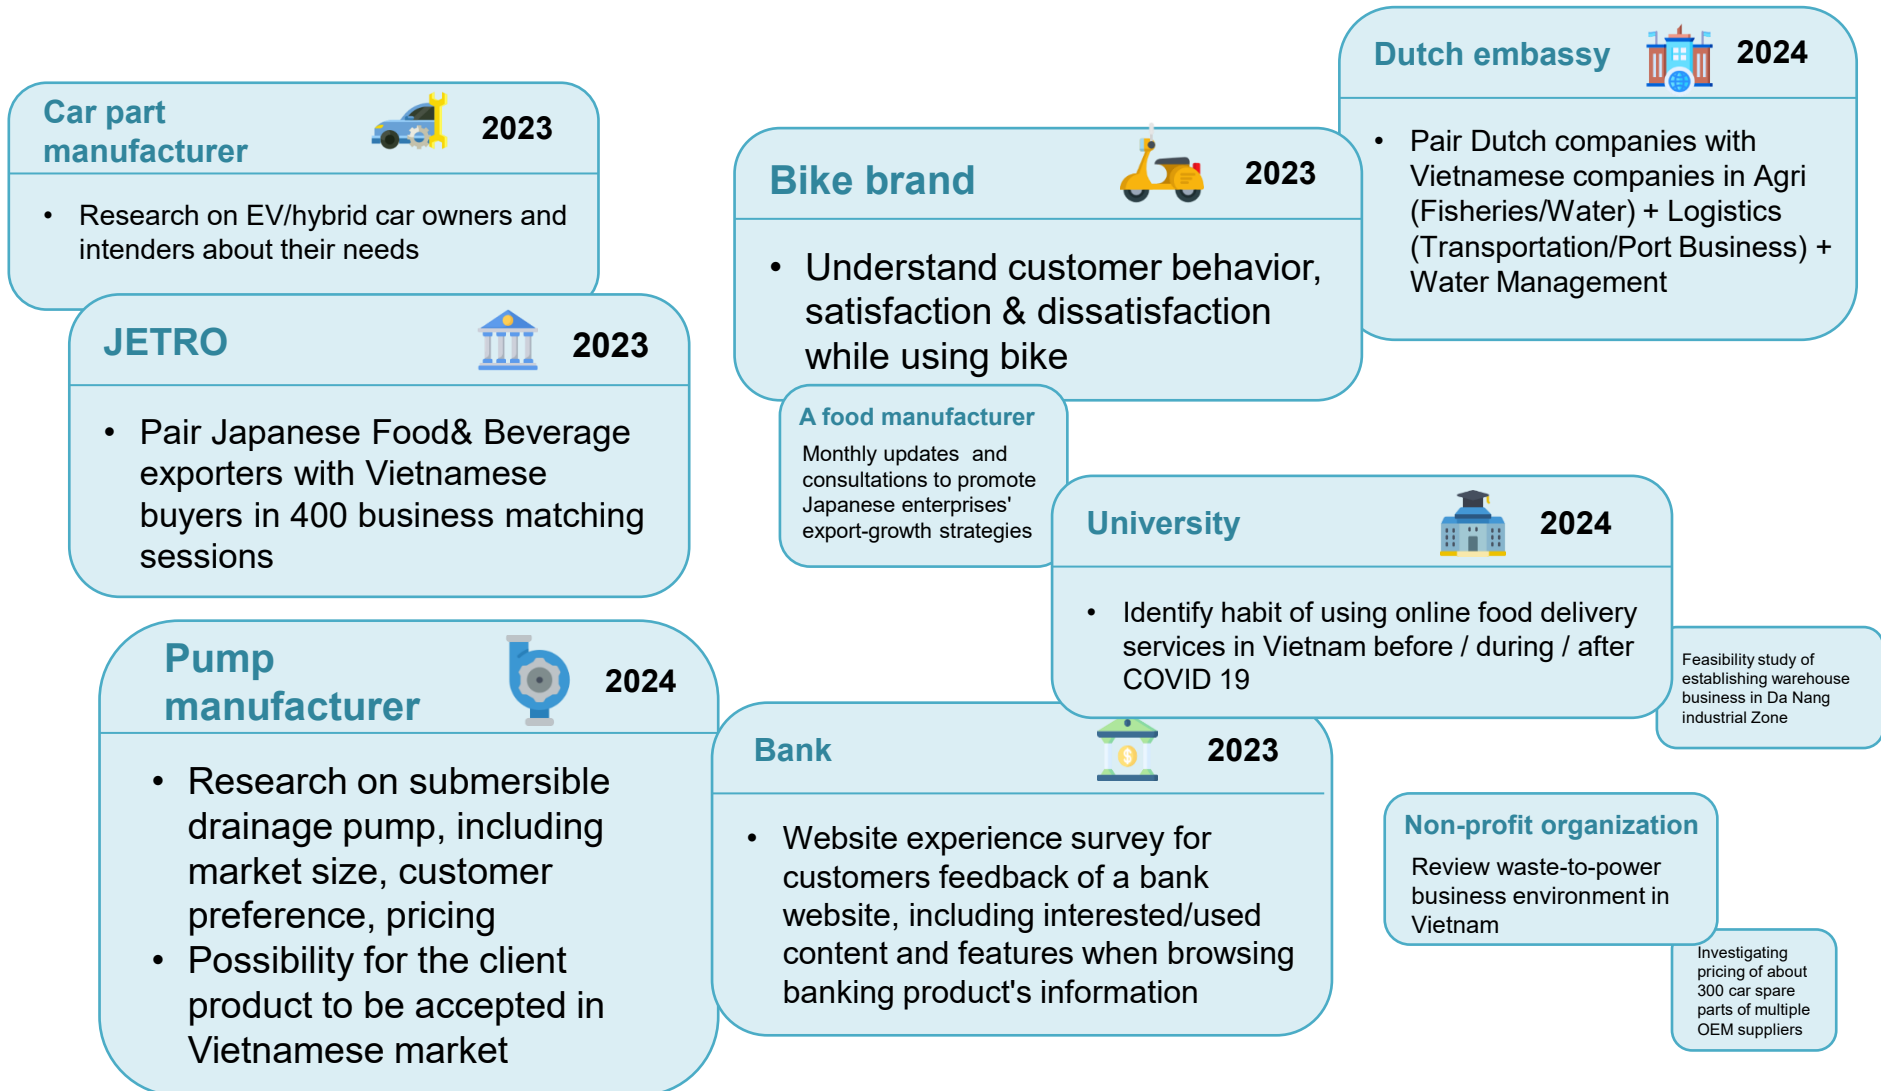 Car part
manufacturer
2023
• Research on EV/hybrid car owners and
intenders about their needs
JETRO
2023
• Pair Japanese Food& Beverage
exporters with Vietnamese
buyers in 400 business matching
sessions
Pump
manufacturer
2024
• Research on submersible
drainage pump, including
market size, customer
preference, pricing
• Possibility for the client
product to be accepted in
Vietnamese market
Bike brand
2023
• Understand customer behavior,
satisfaction & dissatisfaction
while using bike
Dutch embassy
2024
• Pair Dutch companies with
Vietnamese companies in Agri
(Fisheries/Water) + Logistics
(Transportation/Port Business) +
Water Management
A food manufacturer
Monthly updates and
consultations to promote
Japanese enterprises'
export-growth strategies
University
2024
• Identify habit of using online food delivery
services in Vietnam before / during / after
COVID 19
Feasibility study of
establishing warehouse
business in Da Nang
industrial Zone
Bank
$
2023
• Website experience survey for
customers feedback of a bank
website, including interested/used
content and features when browsing
banking product's information
Non-profit organization
Review waste-to-power
business environment in
Vietnam
Investigating
pricing of about
300 car spare
parts of multiple
OEM suppliers